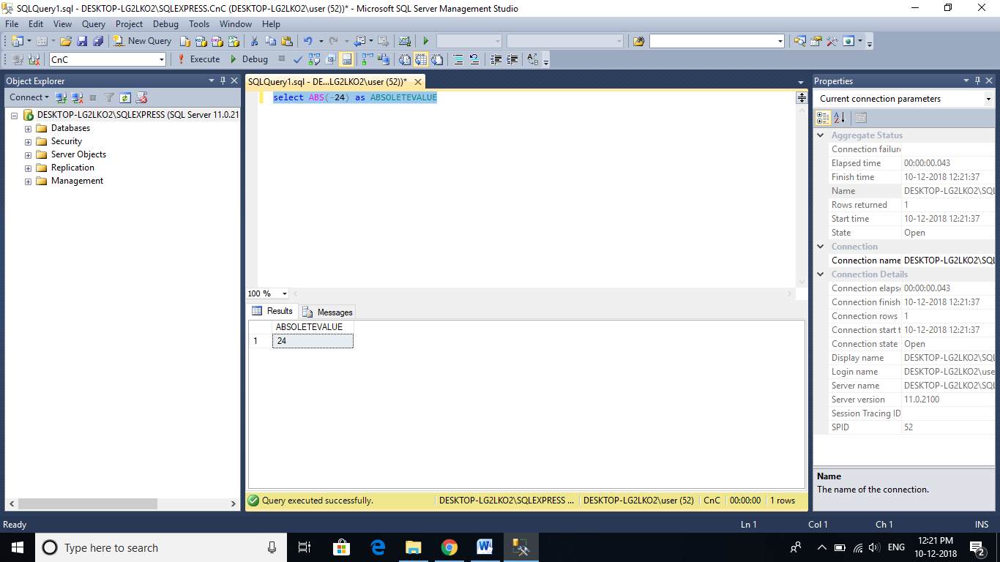 SQLQuery1.sql - DESKTOP-LG2LKO2\SQLEXPRESS.CnC (DESKTOP-LG2LKO2\user (52))* - Microsoft SQL Server Management Studio
File Edit View Query Project Debug Tools Window Help
New Query
CnC Execute Debug
Object Explorer
Connect
DESKTOP-LG2LKO2\SQLEXPRESS (SQL Server 11.0.21
Databases
Security
Server Objects
Replication
Management
SQLQuery1.sql - DE...LG2LKO2\user (52))*
select ABS(-24) as ABSOLETEVALUE
100 %
Results Messages
ABSOLETEVALUE
1 24
Query executed successfully. DESKTOP-LG2LKO2\SQLEXPRESS ... DESKTOP-LG2LKO2\user (52) CnC 00:00:00 1 rows
Properties
Current connection parameters
Aggregate Status
Connection failure
Elapsed time 00:00:00.043
Finish time 10-12-2018 12:21:37
Name DESKTOP-LG2LKO2\SQL
Rows returned 1
Start time 10-12-2018 12:21:37
State Open
Connection
Connection name DESKTOP-LG2LKO2\SQL
Connection Details
Connection elaps 00:00:00.043
Connection finish 10-12-2018 12:21:37
Connection rows 1
Connection start t 10-12-2018 12:21:37
Connection state Open
Display name DESKTOP-LG2LKO2\SQL
Login name DESKTOP-LG2LKO2\use
Server name DESKTOP-LG2LKO2\SQL
Server version 11.0.2100
Session Tracing ID
SPID 52
Name
The name of the connection.
Ready Ln 1 Col 1 Ch 1 INS
Type here to search
ENG
12:21 PM
10-12-2018
2